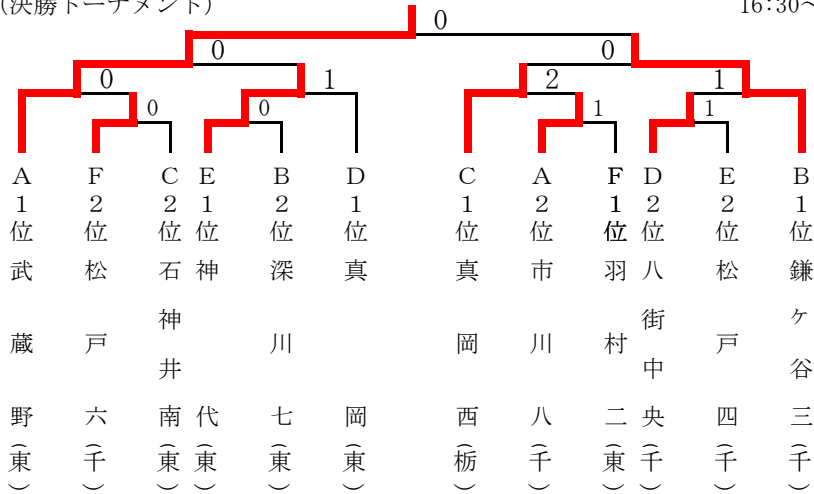 (決勝トーナメント)
16:30~
0
0
0
0
1
2
1
0
0
1
1
A1位武蔵野(東)
F2位松戸六(千)
C2位石神井南(東)
E1位神代(東)
B2位深川七(東)
D1位真岡(東)
C1位真岡西(栃)
A2位市川八(千)
F1位羽村二(東)
D2位八街中央(千)
E2位松戸四(千)
B1位鎌ケ谷三(千)